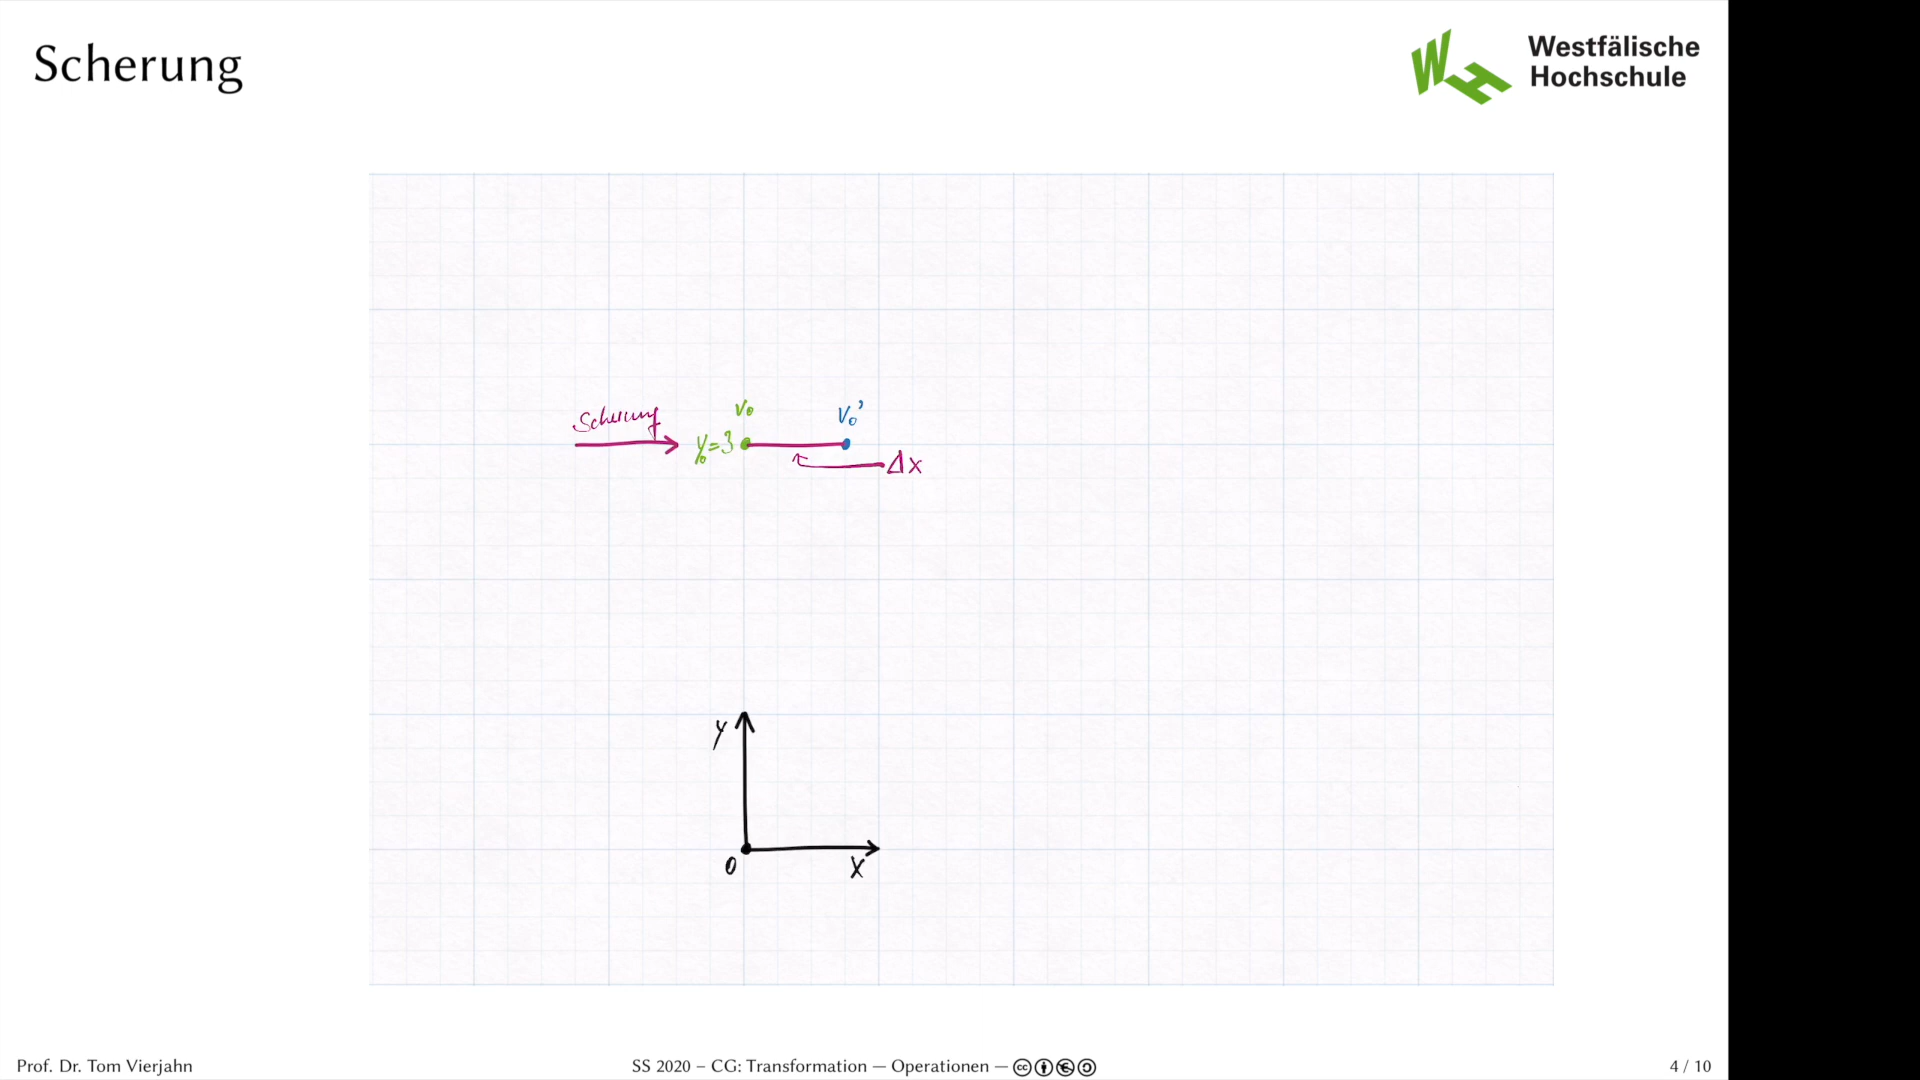 Scherung
Westfälische
Hochschule
Scherung
y₀=3
v₀
v₀'
Δx
y
0
x
Prof. Dr. Tom Vierjahn
SS 2020 – CG: Transformation — Operationen —
4 / 10